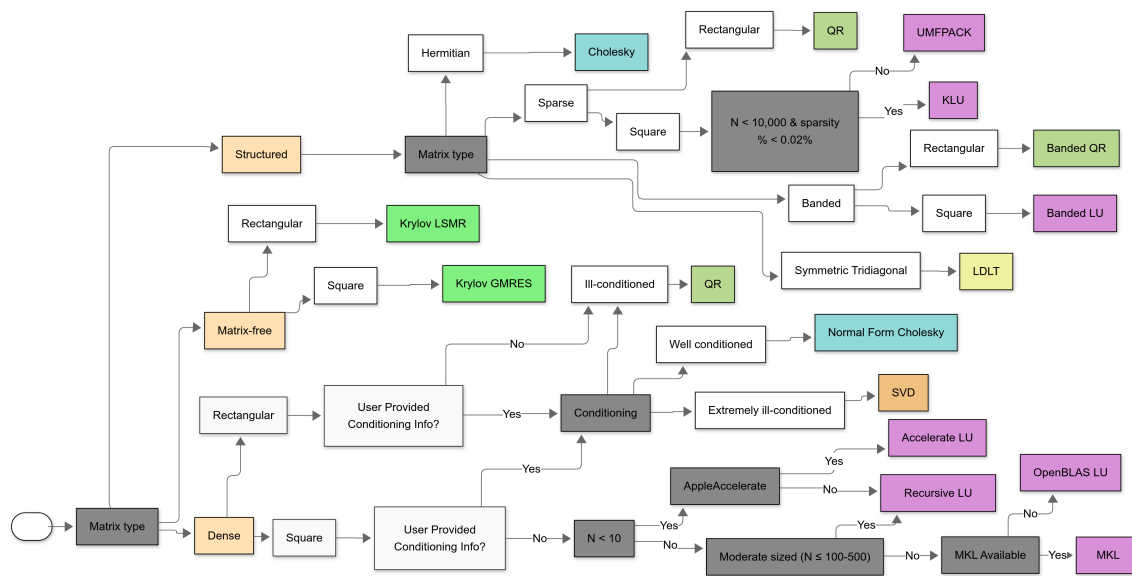 Rectangular
QR
UMFPACK
Hermitian
Cholesky
No
Sparse
KLU
Yes
Square
N < 10,000 & sparsity
% < 0.02%
Structured
Matrix type
Rectangular
Banded QR
Banded
Square
Banded LU
Rectangular
Krylov LSMR
Symmetric Tridiagonal
LDLT
Square
Krylov GMRES
Ill-conditioned
QR
Matrix-free
No
Well conditioned
Normal Form Cholesky
Rectangular
User Provided
Conditioning Info?
Yes
Conditioning
Extremely ill-conditioned
SVD
Accelerate LU
Yes
Yes
AppleAccelerate
No
Recursive LU
OpenBLAS LU
No
Matrix type
Dense
Square
User Provided
Conditioning Info?
No
N < 10
Yes
No
Moderate sized (N ≤ 100-500)
Yes
No
MKL Available
Yes
MKL